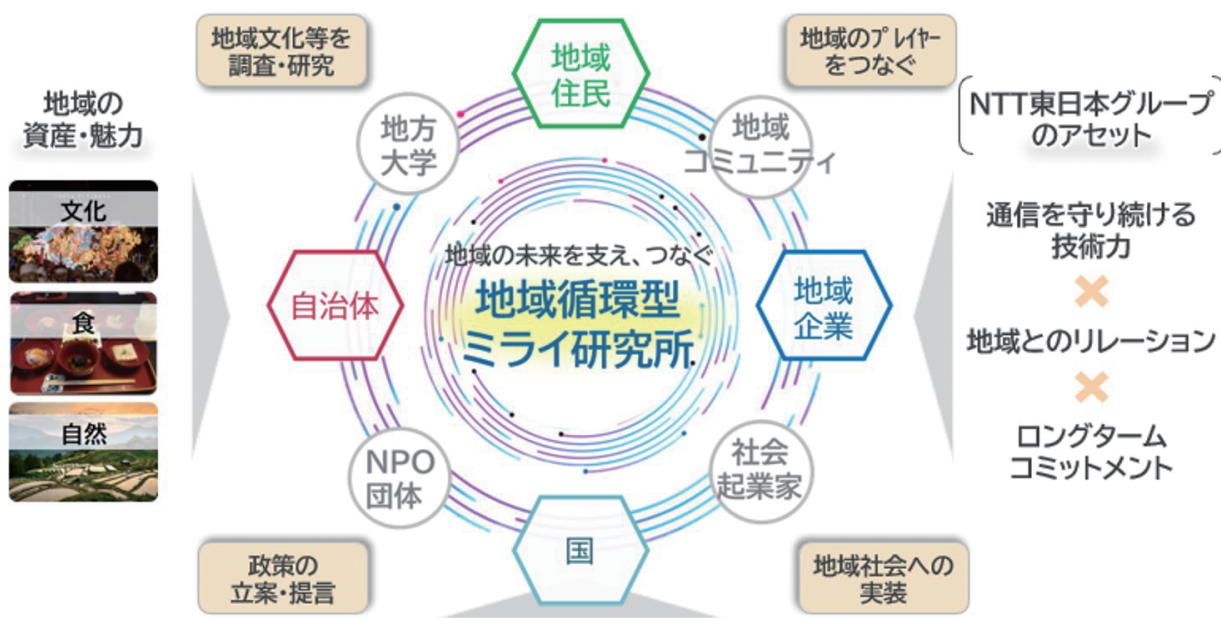 地域文化等を
調査・研究
地域
住民
地域のﾌﾟﾚｲﾔｰ
をつなぐ
地域の
資産・魅力
地方
大学
地域
コミュニティ
NTT東日本グループ
のアセット
文化
食
自然
自治体
地域の未来を支え、つなぐ
地域循環型
ミライ研究所
地域
企業
通信を守り続ける
技術力
×
地域とのリレーション
×
ロングターム
コミットメント
NPO
団体
社会
起業家
国
政策の
立案・提言
地域社会への
実装